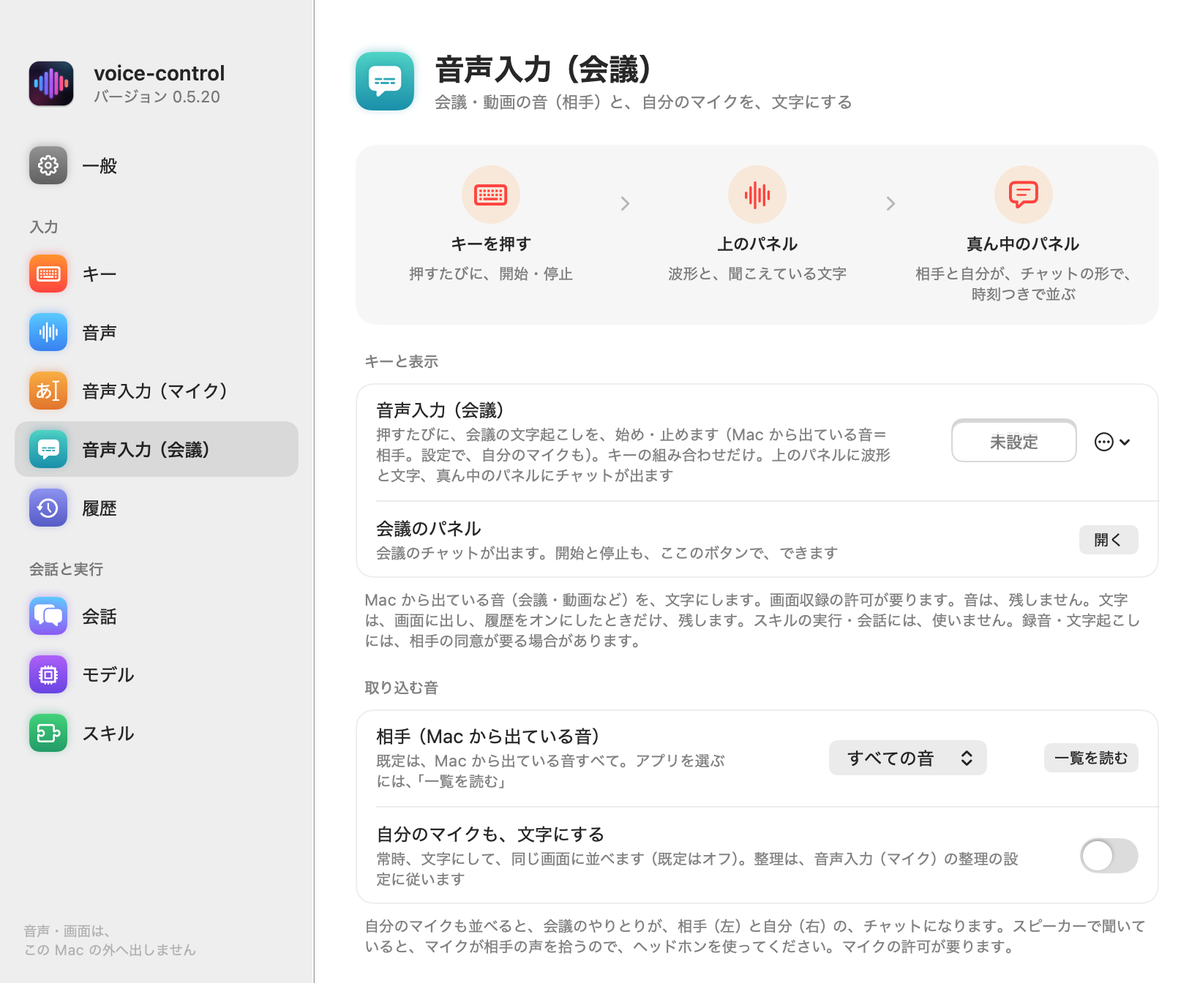 voice-control
バージョン 0.5.20
一般
入力
キー
音声
あ
音声入力（マイク）
音声入力（会議）
履歴
会話と実行
会話
モデル
スキル
音声・画面は、
この Mac の外へ出しません
音声入力（会議）
会議・動画の音（相手）と、自分のマイクを、文字にする
キーを押す
押すたびに、開始・停止
上のパネル
波形と、聞こえている文字
真ん中のパネル
相手と自分が、チャットの形で、
時刻つきで並ぶ
キーと表示
音声入力（会議）
押すたびに、会議の文字起こしを、始め・止めます（Mac から出ている音＝
相手。設定で、自分のマイクも）。キーの組み合わせだけ。上のパネルに波形
と文字、真ん中のパネルにチャットが出ます
未設定
会議のパネル
会議のチャットが出ます。開始と停止も、ここのボタンで、できます
開く
Mac から出ている音（会議・動画など）を、文字にします。画面収録の許可が要ります。音は、残しません。文字
は、画面に出し、履歴をオンにしたときだけ、残します。スキルの実行・会話には、使いません。録音・文字起こし
には、相手の同意が要る場合があります。
取り込む音
相手（Mac から出ている音）
既定は、Mac から出ている音すべて。アプリを選ぶ
には、「一覧を読む」
すべての音
一覧を読む
自分のマイクも、文字にする
常時、文字にして、同じ画面に並べます（既定はオフ）。整理は、音声入力（マイク）の整理の設
定に従います
自分のマイクも並べると、会議のやりとりが、相手（左）と自分（右）の、チャットになります。スピーカーで聞いて
いると、マイクが相手の声を拾うので、ヘッドホンを使ってください。マイクの許可が要ります。